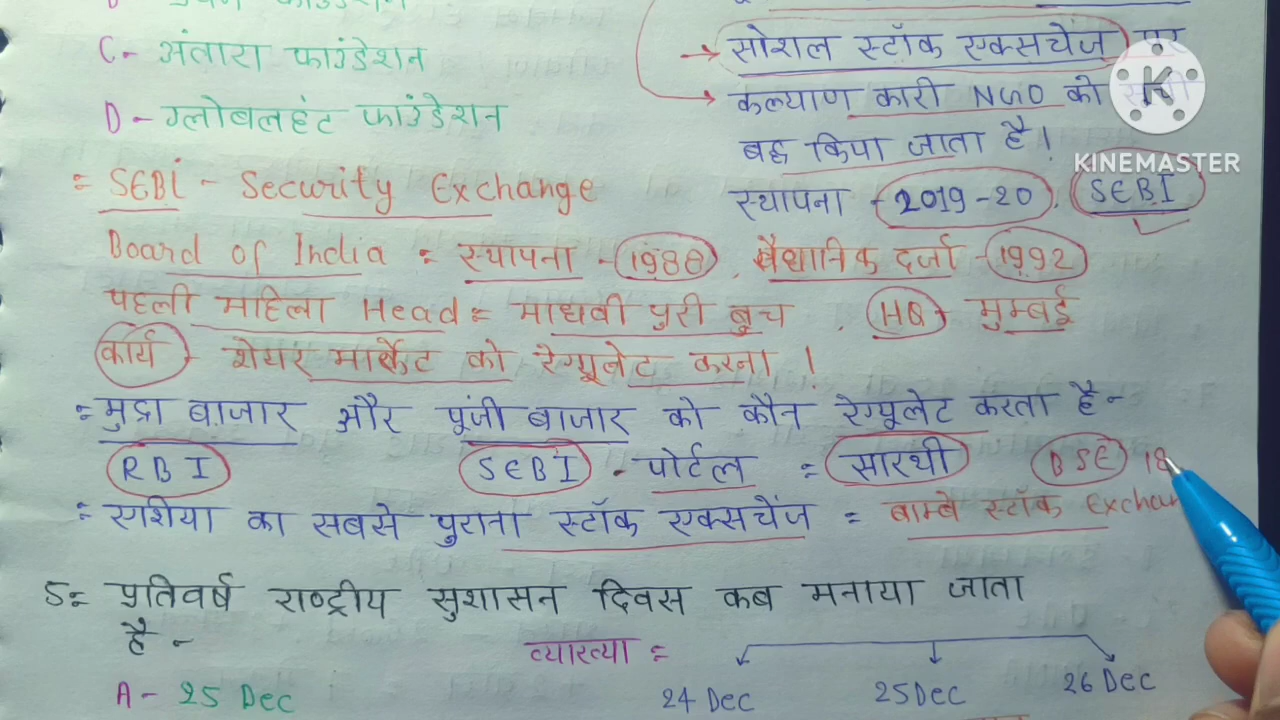 C- अंतारा फाउंडेशन
D- ग्लोबलहंट फाउंडेशन
→ सोशल स्टॉक एक्सचेंज पर
कल्याण कारी NGO को
बद्द किया जाता है।
स्थापना - 2019-20, SEBI
KINEMASTER
= SEBI - Security Exchange
Board of India = स्थापना - 1988, वैधानिक दर्जा - 1992
पहली महिला Head = माधवी पुरी बुच, HQ - मुम्बई
कार्य - शेयर मार्केट को रेग्यूलेट करना !
= मुद्रा बाजार और पूंजी बाजार को कौन रेग्यूलेट करता है-
RBI SEBI - पोर्टल = सारथी BSE 18
= एशिया का सबसे पुराना स्टॉक एक्सचेंज = बाम्बे स्टॉक Exchan
5= प्रतिवर्ष राष्ट्रीय सुशासन दिवस कब मनाया जाता
है -
व्याख्या =
A- 25 Dec
24 Dec 25 Dec 26 Dec